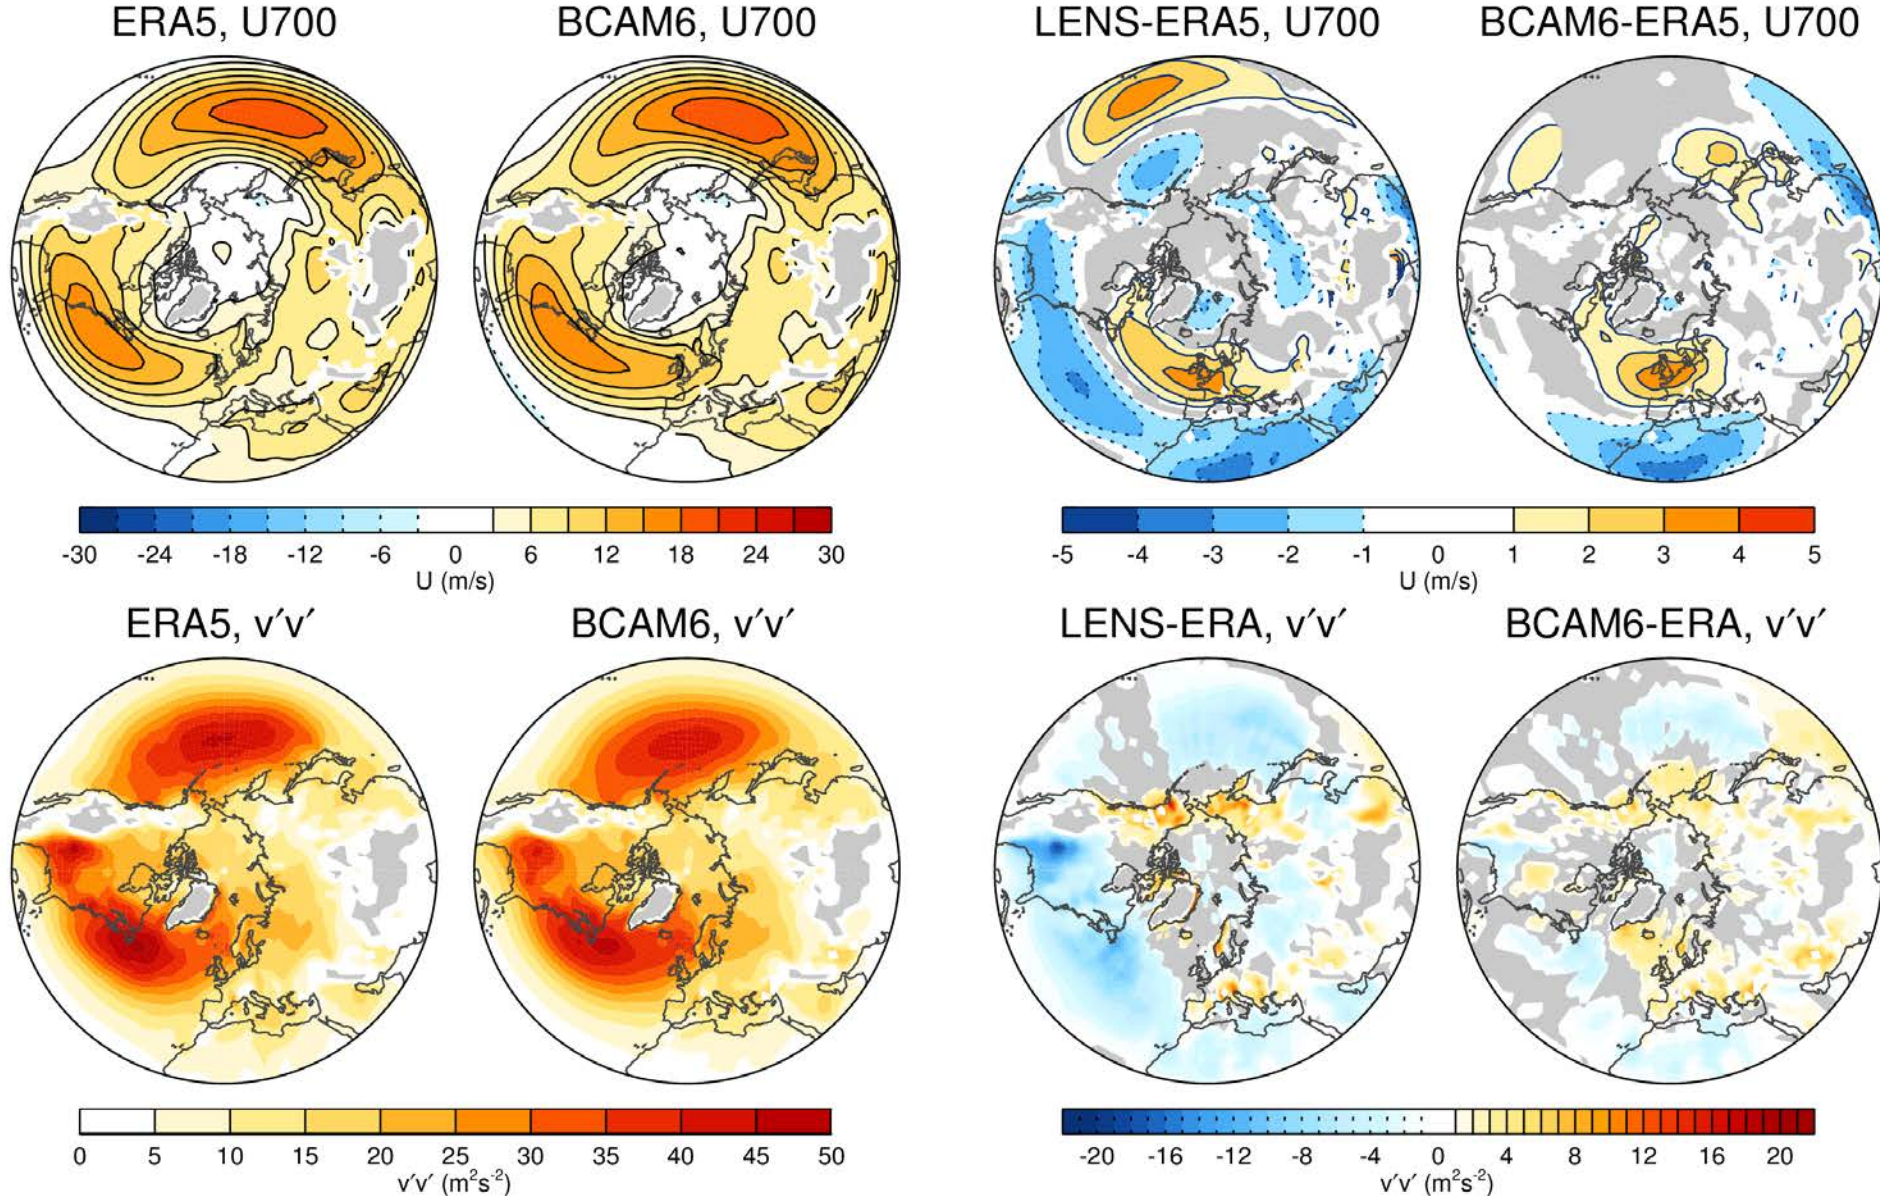 ERA5, U700
BCAM6, U700
LENS-ERA5, U700
BCAM6-ERA5, U700
-30 -24 -18 -12 -6 0 6 12 18 24 30
U (m/s)
-5 -4 -3 -2 -1 0 1 2 3 4 5
U (m/s)
ERA5, v′v′
BCAM6, v′v′
LENS-ERA, v′v′
BCAM6-ERA, v′v′
0 5 10 15 20 25 30 35 40 45 50
v′v′ (m²s⁻²)
-20 -16 -12 -8 -4 0 4 8 12 16 20
v′v′ (m²s⁻²)